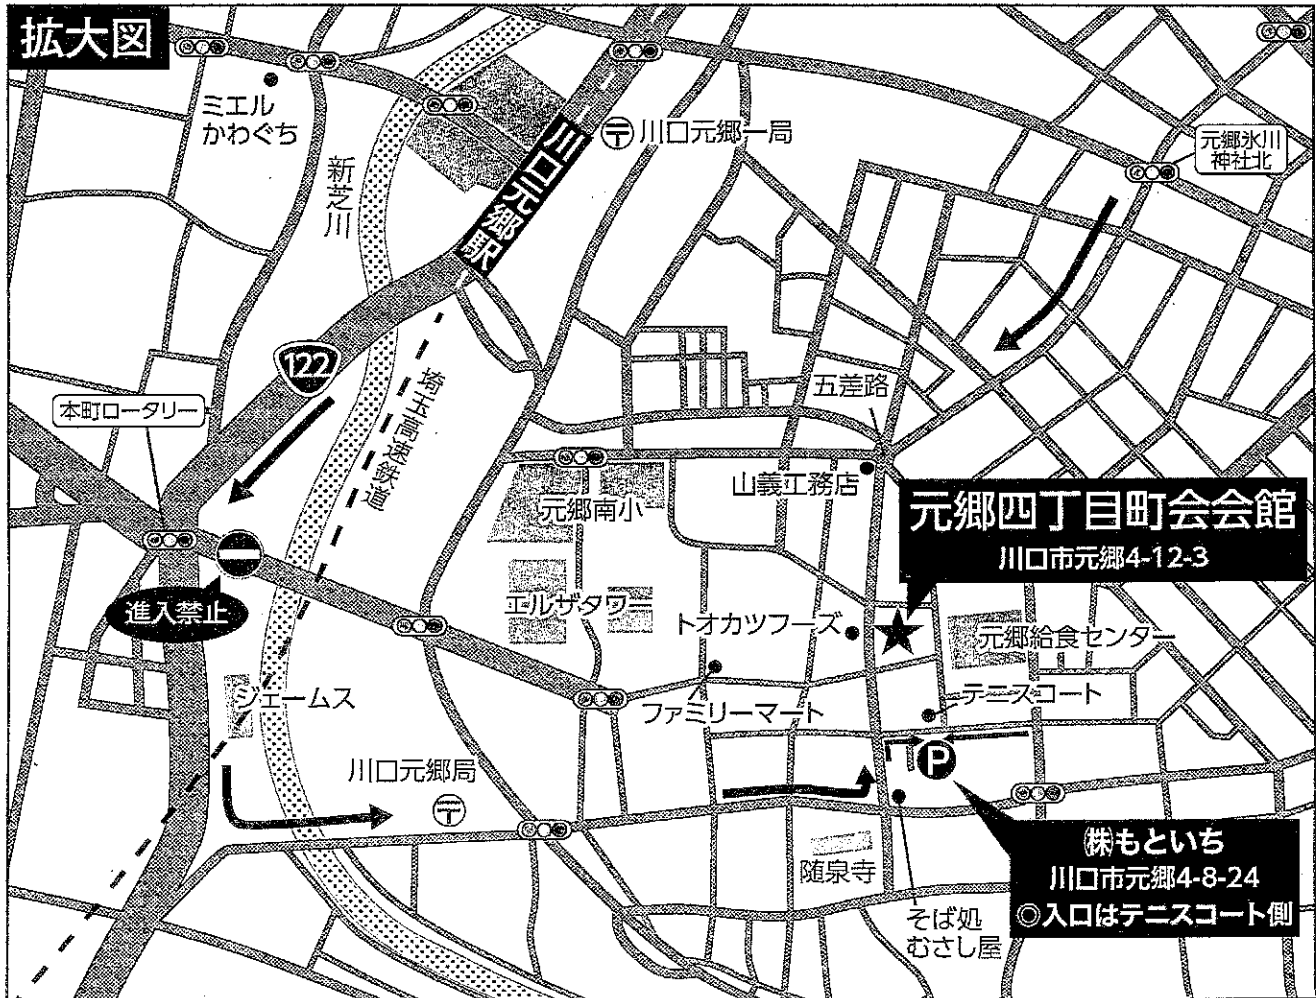 拡大図
ミエル
かわぐち
新芝川
川口元郷駅
〒川口元郷一局
元郷氷川
神社北
122
埼玉高速鉄道
本町ロータリー
五差路
山義工務店
元郷南小
元郷四丁目町会会館
川口市元郷4-12-3
進入禁止
エルザタワー
トオカツフーズ
元郷給食センター
ジェームス
ファミリーマート
テニスコート
P
川口元郷局
〒
㈱もといち
川口市元郷4-8-24
◎入口はテニスコート側
随泉寺
そば処
むさし屋